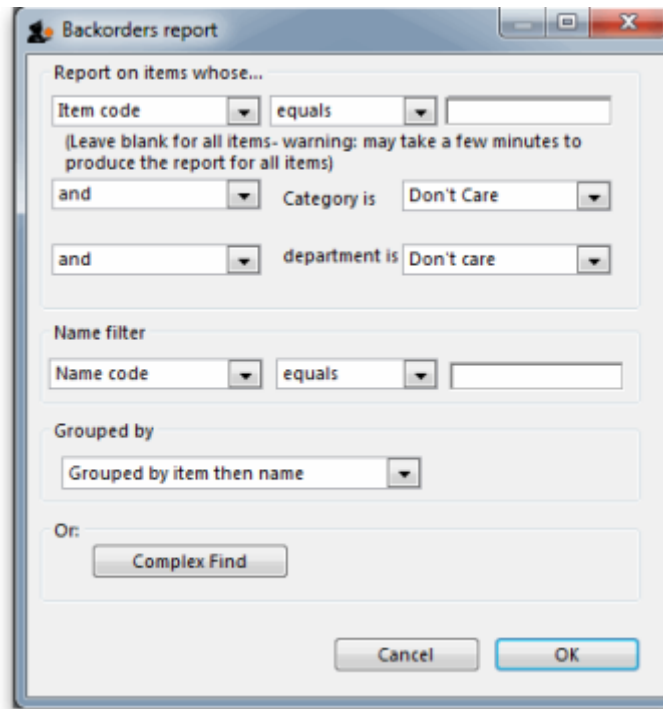 Backorders report
Report on items whose...
Item code equals
(Leave blank for all items- warning: may take a few minutes to
produce the report for all items)
and Category is Don't Care
and department is Don't care
Name filter
Name code equals
Grouped by
Grouped by item then name
Or:
Complex Find
Cancel OK